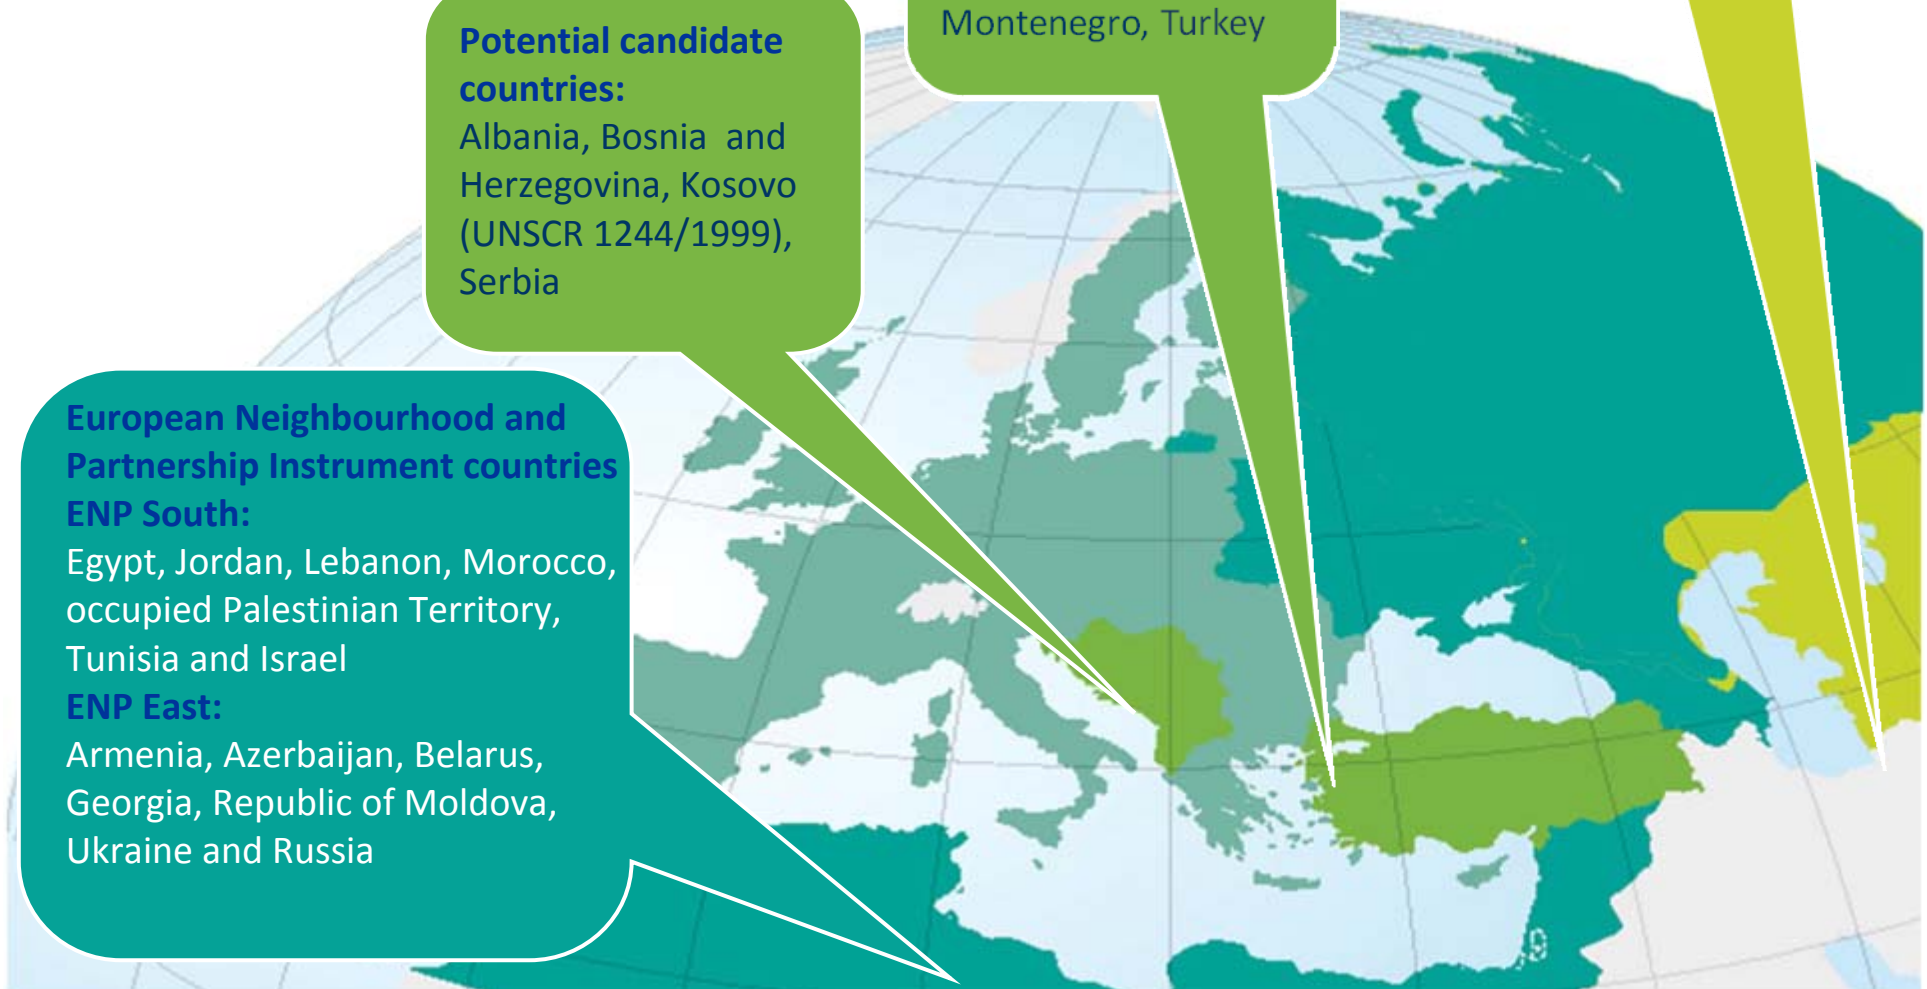 Montenegro, Turkey
Potential candidate
countries:
Albania, Bosnia and
Herzegovina, Kosovo
(UNSCR 1244/1999),
Serbia
European Neighbourhood and
Partnership Instrument countries
ENP South:
Egypt, Jordan, Lebanon, Morocco,
occupied Palestinian Territory,
Tunisia and Israel
ENP East:
Armenia, Azerbaijan, Belarus,
Georgia, Republic of Moldova,
Ukraine and Russia
9